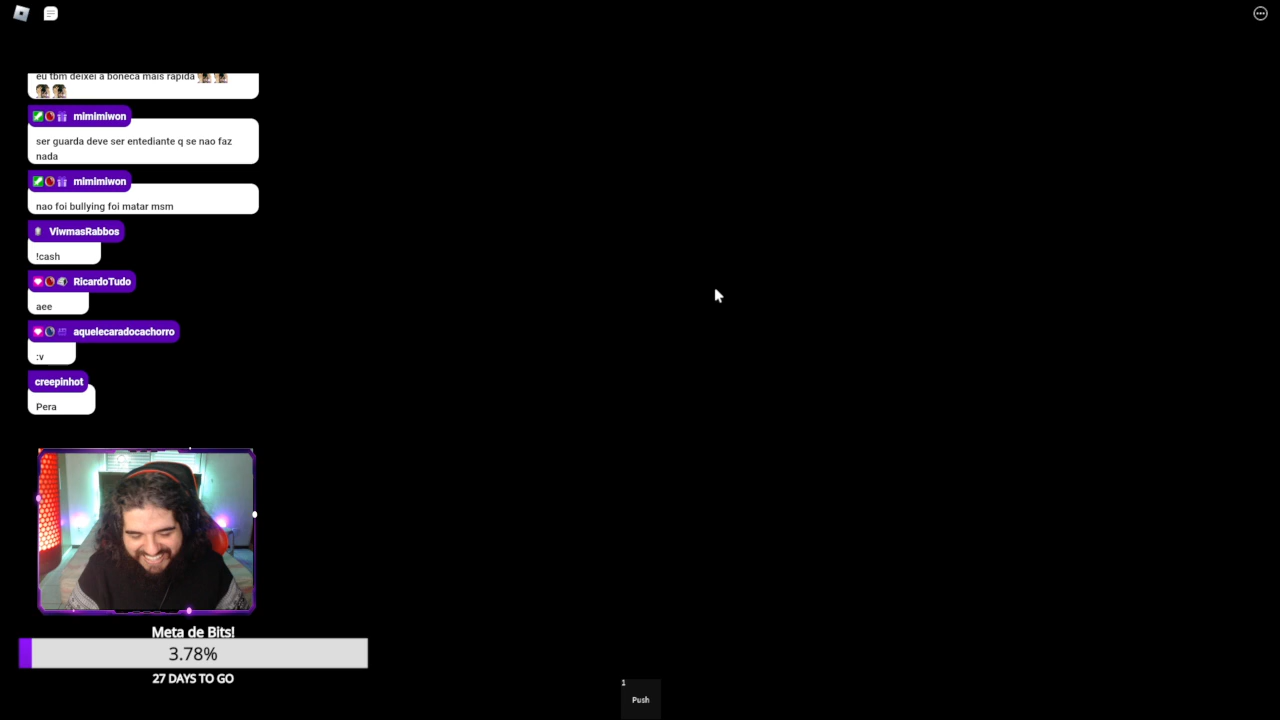 eu tbm deixei a boneca mais rapida
mimimiwon
ser guarda deve ser entediante q se nao faz
nada
mimimiwon
nao foi bullying foi matar msm
ViwmasRabbos
!cash
RicardoTudo
aee
aquelecaradocachorro
:v
creepinhot
Pera
Meta de Bits!
3.78%
27 DAYS TO GO
1
Push